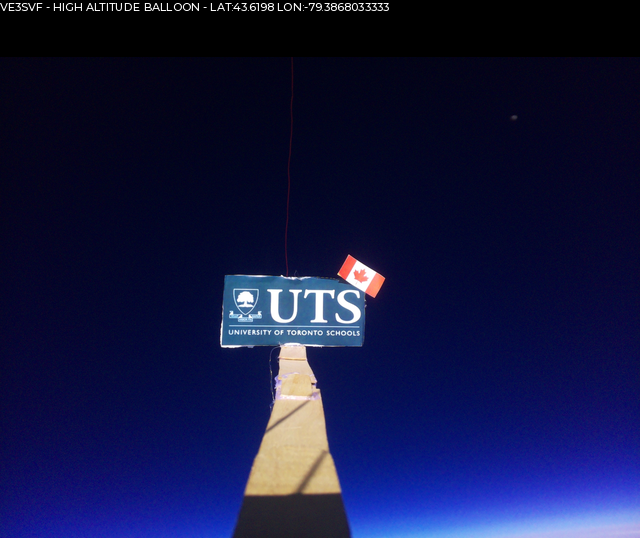 VE3SVF - HIGH ALTITUDE BALLOON - LAT:43.6198 LON:-79.3868033333
UTS
UNIVERSITY OF TORONTO SCHOOLS